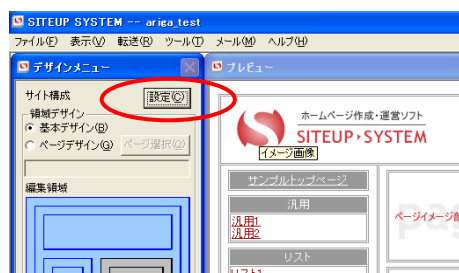 SITEUP SYSTEM -- ariga_test
ファイル(F) 表示(V) 転送(R) ツール(T) メール(M) ヘルプ(H)
デザインメニュー
プレビュー
サイト構成
設定(C)
領域デザイン
基本デザイン(B)
ページデザイン(G)
ページ選択(O)
編集領域
ホームページ作成・運営ソフト
SITEUP・SYSTEM
イメージ画像
サンプルトップページ
汎用
汎用1
汎用2
リスト
リスト1
ページイメージ